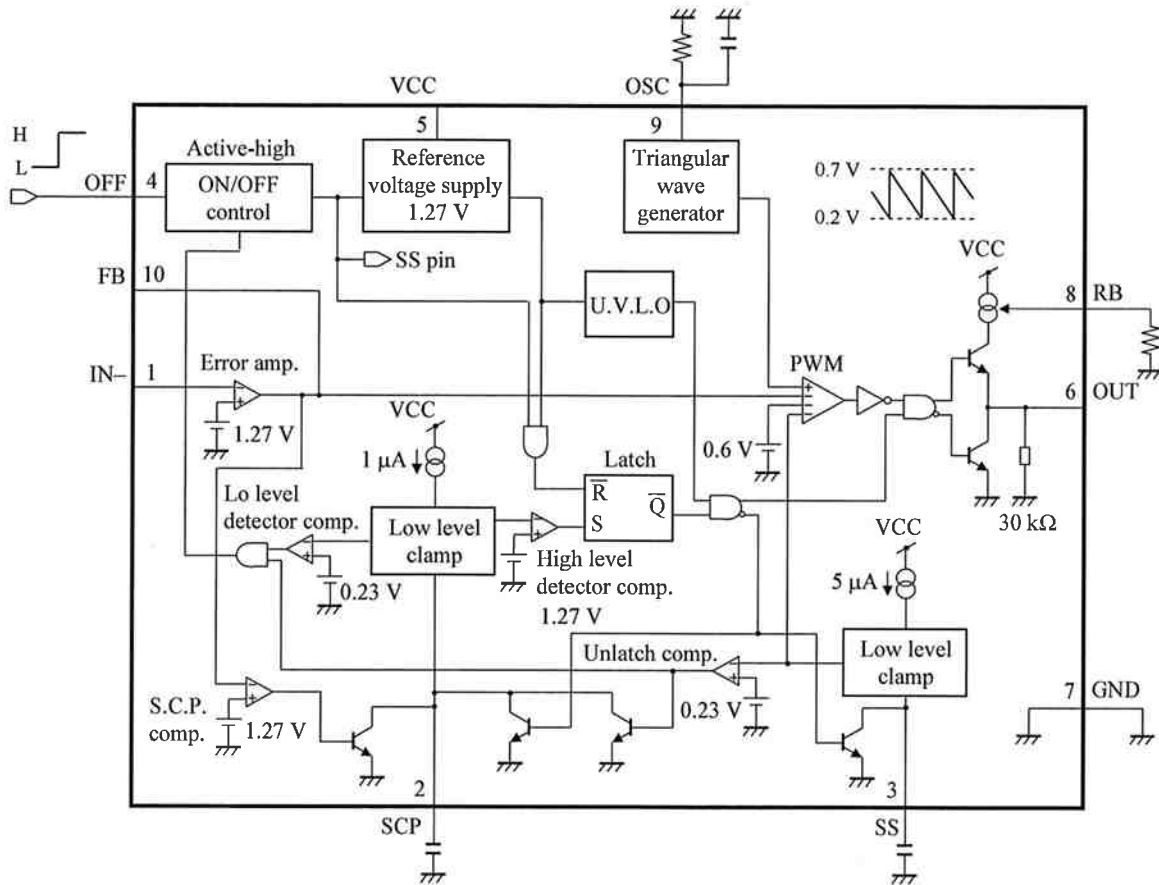 VCC
OSC
5
9
H
L
OFF
4
Active-high
ON/OFF
control
Reference
voltage supply
1.27 V
Triangular
wave
generator
0.7 V
0.2 V
SS pin
FB
10
U.V.L.O
VCC
8
RB
IN–
1
Error amp.
1.27 V
PWM
+
–
–
–
6
OUT
–
+
VCC
1 µA
0.6 V
30 kΩ
Latch
R
S
Q
Lo level
detector comp.
Low level
clamp
–
+
–
+
High level
detector comp.
1.27 V
0.23 V
VCC
5 µA
Low level
clamp
Unlatch comp.
–
+
0.23 V
–
+
S.C.P.
comp.
1.27 V
7
GND
2
3
SCP
SS